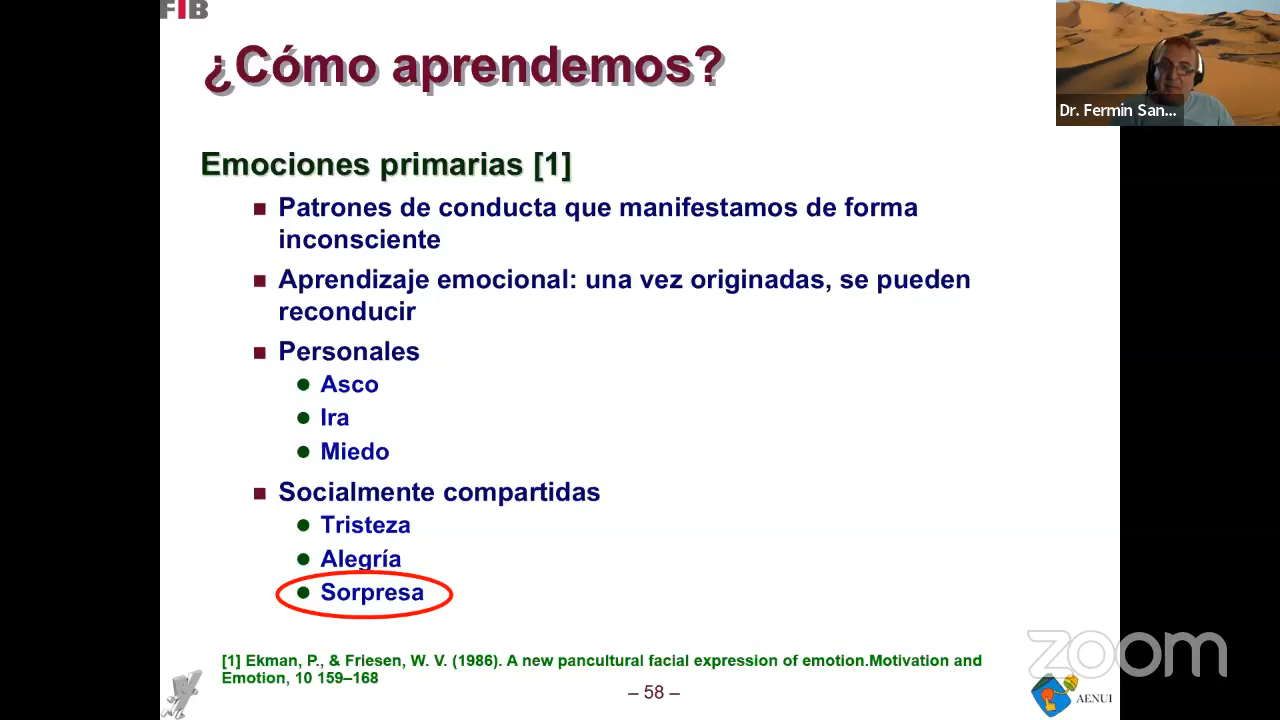 FIB
¿Cómo aprendemos?
Dr. Fermin San...
Emociones primarias [1]
Patrones de conducta que manifestamos de forma
inconsciente
Aprendizaje emocional: una vez originadas, se pueden
reconducir
Personales
Asco
Ira
Miedo
Socialmente compartidas
Tristeza
Alegría
Sorpresa
[1] Ekman, P., & Friesen, W. V. (1986). A new pancultural facial expression of emotion.Motivation and
Emotion, 10 159–168
– 58 –
zoom
AENUI